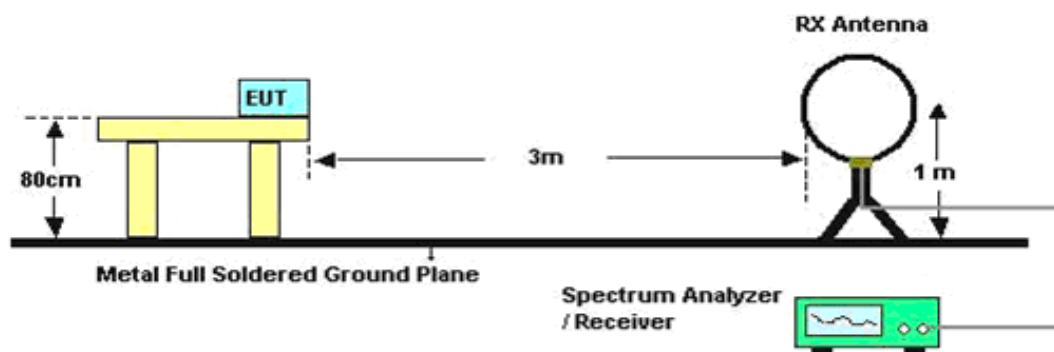 RX Antenna
EUT
3m
80cm
1 m
Metal Full Soldered Ground Plane
Spectrum Analyzer
/ Receiver